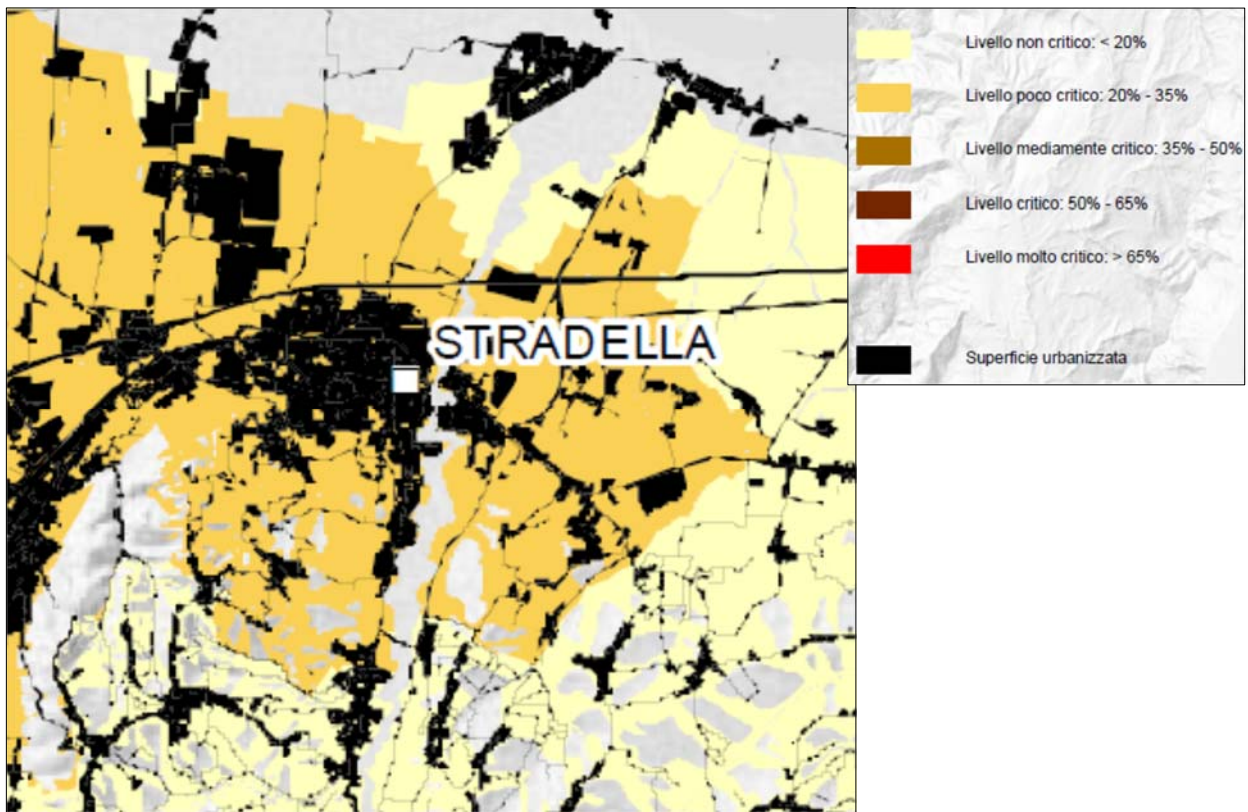 STRADELLA
Livello non critico: < 20%
Livello poco critico: 20% - 35%
Livello mediamente critico: 35% - 50%
Livello critico: 50% - 65%
Livello molto critico: > 65%
Superficie urbanizzata